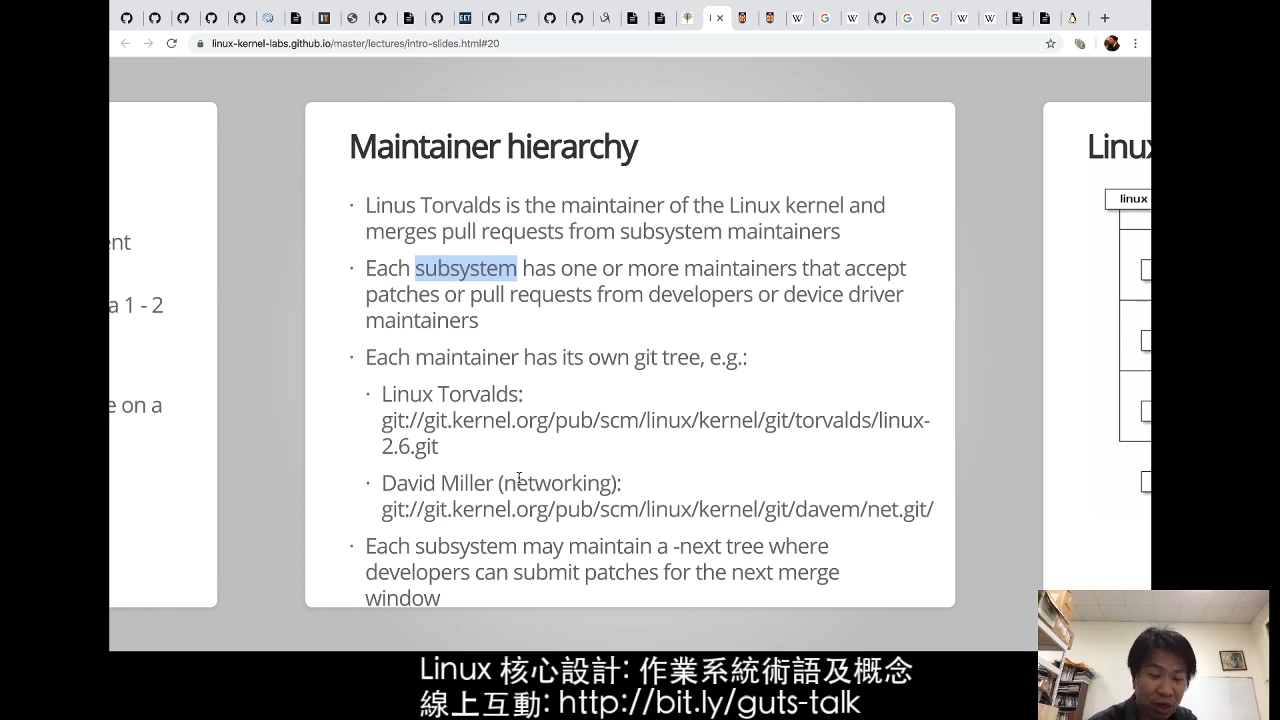 linux-kernel-labs.github.io/master/lectures/intro-slides.html#20
ent
a 1 - 2
e on a
Maintainer hierarchy
· Linus Torvalds is the maintainer of the Linux kernel and
merges pull requests from subsystem maintainers
· Each subsystem has one or more maintainers that accept
patches or pull requests from developers or device driver
maintainers
· Each maintainer has its own git tree, e.g.:
· Linux Torvalds:
git://git.kernel.org/pub/scm/linux/kernel/git/torvalds/linux-
2.6.git
· David Miller (networking):
git://git.kernel.org/pub/scm/linux/kernel/git/davem/net.git/
· Each subsystem may maintain a -next tree where
developers can submit patches for the next merge
window
Linux
linux
Linux 核心設計: 作業系統術語及概念
線上互動: http://bit.ly/guts-talk